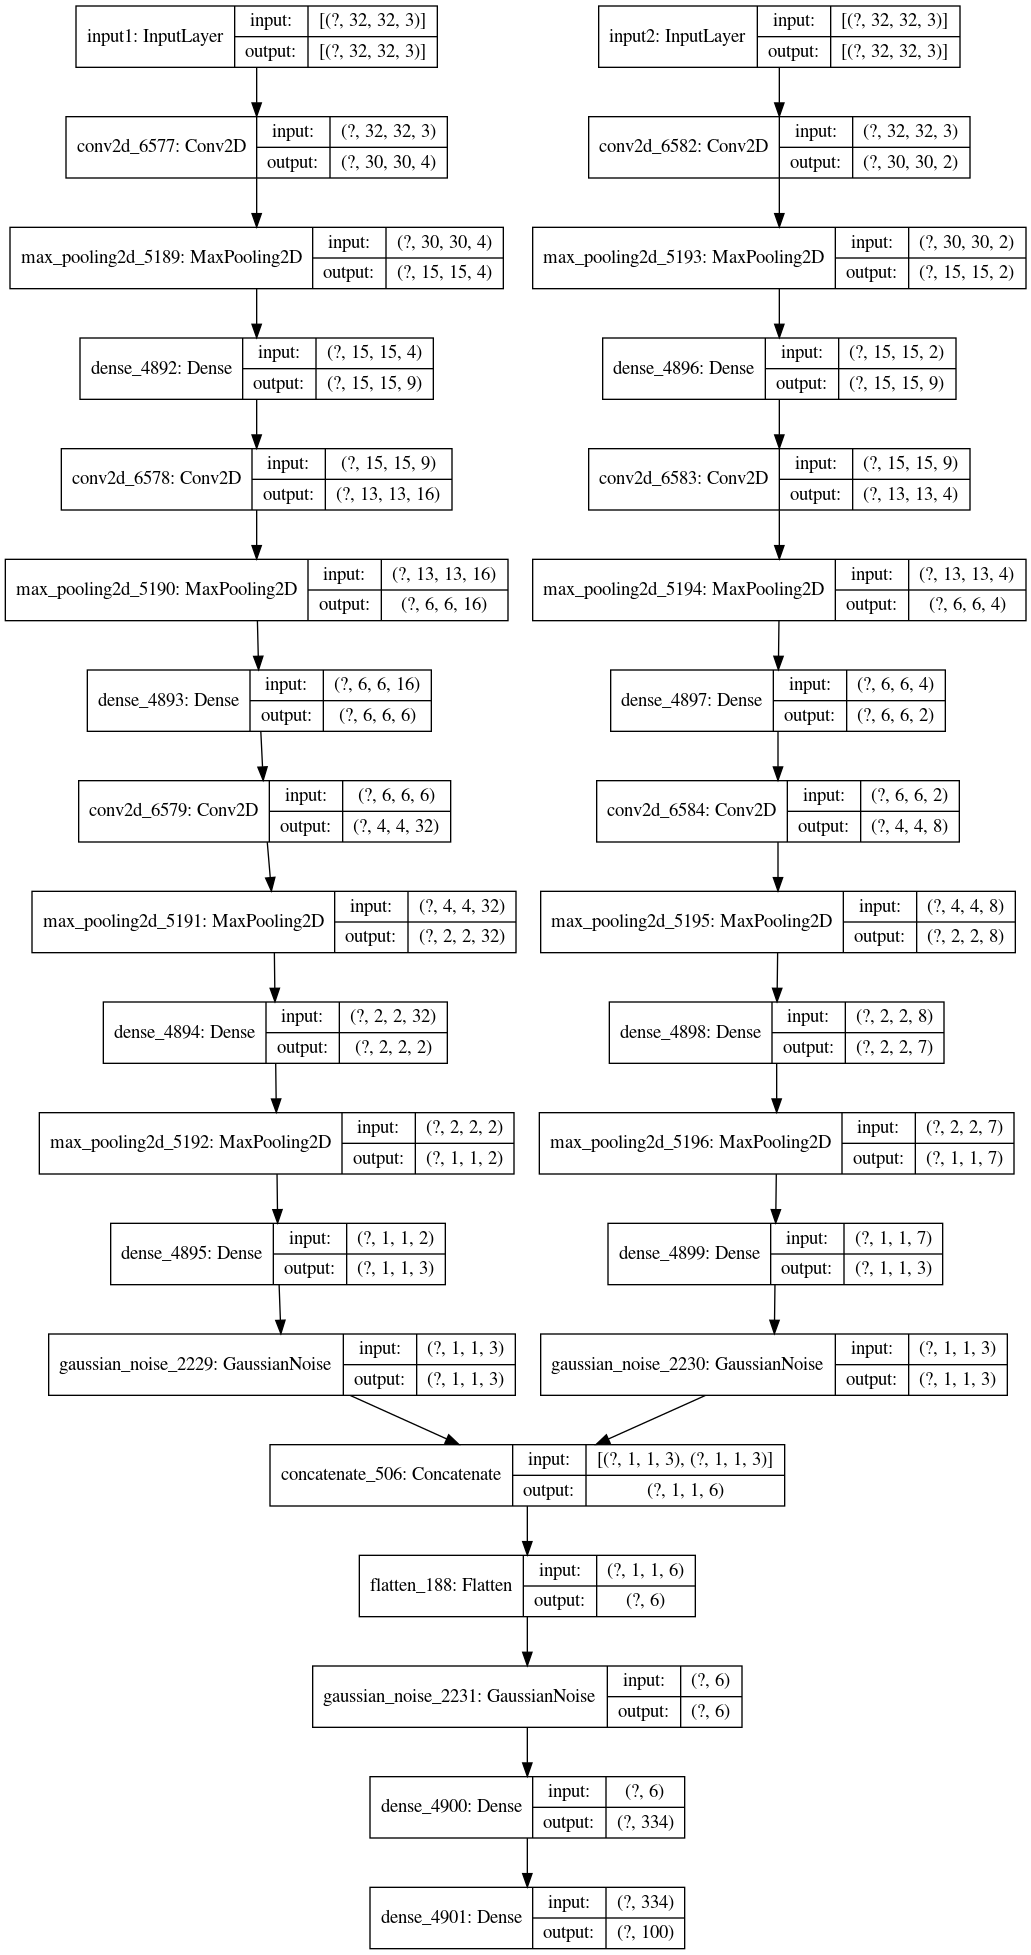 input1: InputLayer
input: [(?, 32, 32, 3)]
output: [(?, 32, 32, 3)]
input2: InputLayer
input: [(?, 32, 32, 3)]
output: [(?, 32, 32, 3)]
conv2d_6577: Conv2D
input: (?, 32, 32, 3)
output: (?, 30, 30, 4)
conv2d_6582: Conv2D
input: (?, 32, 32, 3)
output: (?, 30, 30, 2)
max_pooling2d_5189: MaxPooling2D
input: (?, 30, 30, 4)
output: (?, 15, 15, 4)
max_pooling2d_5193: MaxPooling2D
input: (?, 30, 30, 2)
output: (?, 15, 15, 2)
dense_4892: Dense
input: (?, 15, 15, 4)
output: (?, 15, 15, 9)
dense_4896: Dense
input: (?, 15, 15, 2)
output: (?, 15, 15, 9)
conv2d_6578: Conv2D
input: (?, 15, 15, 9)
output: (?, 13, 13, 16)
conv2d_6583: Conv2D
input: (?, 15, 15, 9)
output: (?, 13, 13, 4)
max_pooling2d_5190: MaxPooling2D
input: (?, 13, 13, 16)
output: (?, 6, 6, 16)
max_pooling2d_5194: MaxPooling2D
input: (?, 13, 13, 4)
output: (?, 6, 6, 4)
dense_4893: Dense
input: (?, 6, 6, 16)
output: (?, 6, 6, 6)
dense_4897: Dense
input: (?, 6, 6, 4)
output: (?, 6, 6, 2)
conv2d_6579: Conv2D
input: (?, 6, 6, 6)
output: (?, 4, 4, 32)
conv2d_6584: Conv2D
input: (?, 6, 6, 2)
output: (?, 4, 4, 8)
max_pooling2d_5191: MaxPooling2D
input: (?, 4, 4, 32)
output: (?, 2, 2, 32)
max_pooling2d_5195: MaxPooling2D
input: (?, 4, 4, 8)
output: (?, 2, 2, 8)
dense_4894: Dense
input: (?, 2, 2, 32)
output: (?, 2, 2, 2)
dense_4898: Dense
input: (?, 2, 2, 8)
output: (?, 2, 2, 7)
max_pooling2d_5192: MaxPooling2D
input: (?, 2, 2, 2)
output: (?, 1, 1, 2)
max_pooling2d_5196: MaxPooling2D
input: (?, 2, 2, 7)
output: (?, 1, 1, 7)
dense_4895: Dense
input: (?, 1, 1, 2)
output: (?, 1, 1, 3)
dense_4899: Dense
input: (?, 1, 1, 7)
output: (?, 1, 1, 3)
gaussian_noise_2229: GaussianNoise
input: (?, 1, 1, 3)
output: (?, 1, 1, 3)
gaussian_noise_2230: GaussianNoise
input: (?, 1, 1, 3)
output: (?, 1, 1, 3)
concatenate_506: Concatenate
input: [(?, 1, 1, 3), (?, 1, 1, 3)]
output: (?, 1, 1, 6)
flatten_188: Flatten
input: (?, 1, 1, 6)
output: (?, 6)
gaussian_noise_2231: GaussianNoise
input: (?, 6)
output: (?, 6)
dense_4900: Dense
input: (?, 6)
output: (?, 334)
dense_4901: Dense
input: (?, 334)
output: (?, 100)